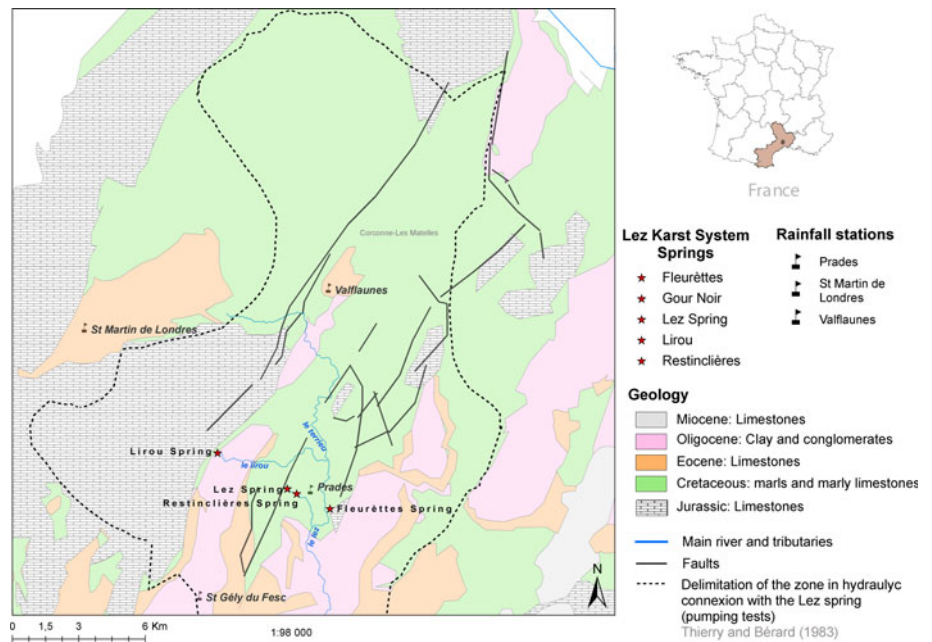 Corconne-Les Matelles
Valflaunes
St Martin de Londres
le terrieu
Lirou Spring
le lirou
Lez Spring
Prades
Restinclières Spring
Fleurêttes Spring
le lez
St Gély du Fesc
N
0 1,5 3 6 Km
1:98 000
France
Lez Karst System
Springs
Fleurêttes
Gour Noir
Lez Spring
Lirou
Restinclières
Rainfall stations
Prades
St Martin de
Londres
Valflaunes
Geology
Miocene: Limestones
Oligocene: Clay and conglomerates
Eocene: Limestones
Cretaceous: marls and marly limestones
Jurassic: Limestones
Main river and tributaries
Faults
Delimitation of the zone in hydraulyc
connexion with the Lez spring
(pumping tests)
Thierry and Bérard (1983)